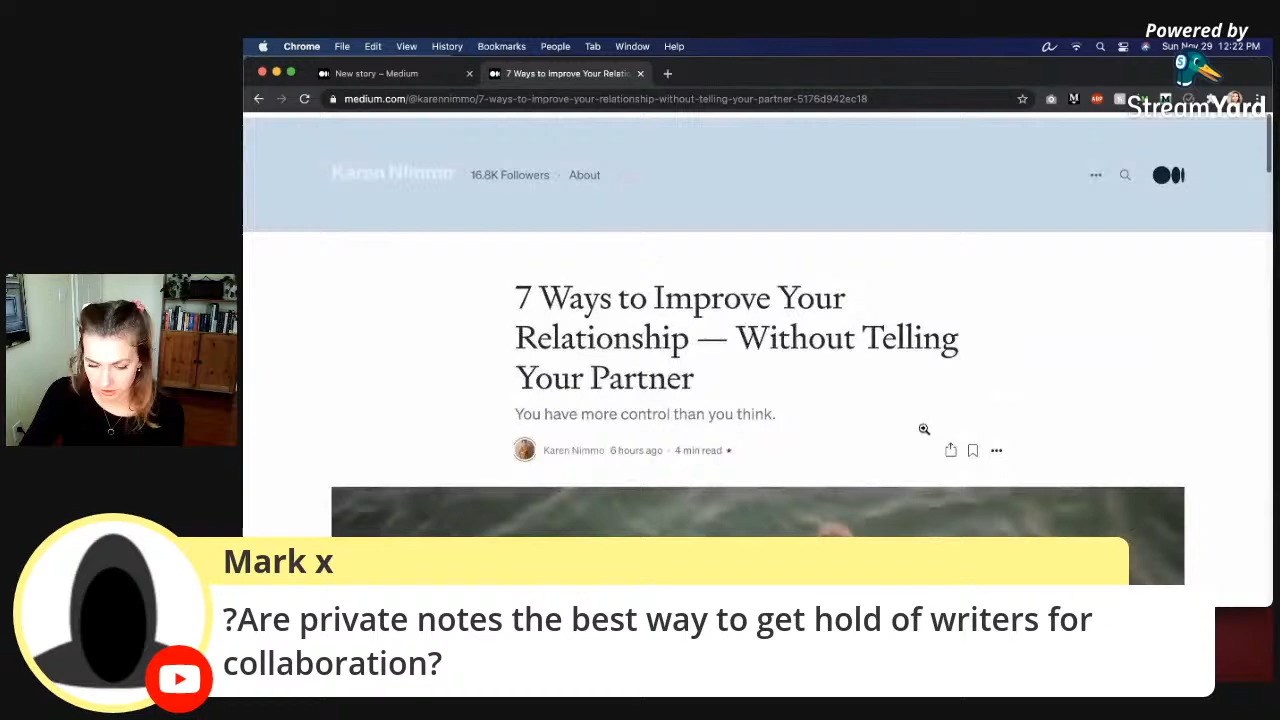 Powered by
StreamYard
Chrome File Edit View History Bookmarks People Tab Window Help
Sun Nov 29 12:22 PM
New story – Medium
7 Ways to Improve Your Relatio
medium.com/@karennimmo/7-ways-to-improve-your-relationship-without-telling-your-partner-5176d942ec18
Karen Nimmo 16.8K Followers · About
7 Ways to Improve Your
Relationship — Without Telling
Your Partner
You have more control than you think.
Karen Nimmo 6 hours ago · 4 min read
Mark x
?Are private notes the best way to get hold of writers for
collaboration?